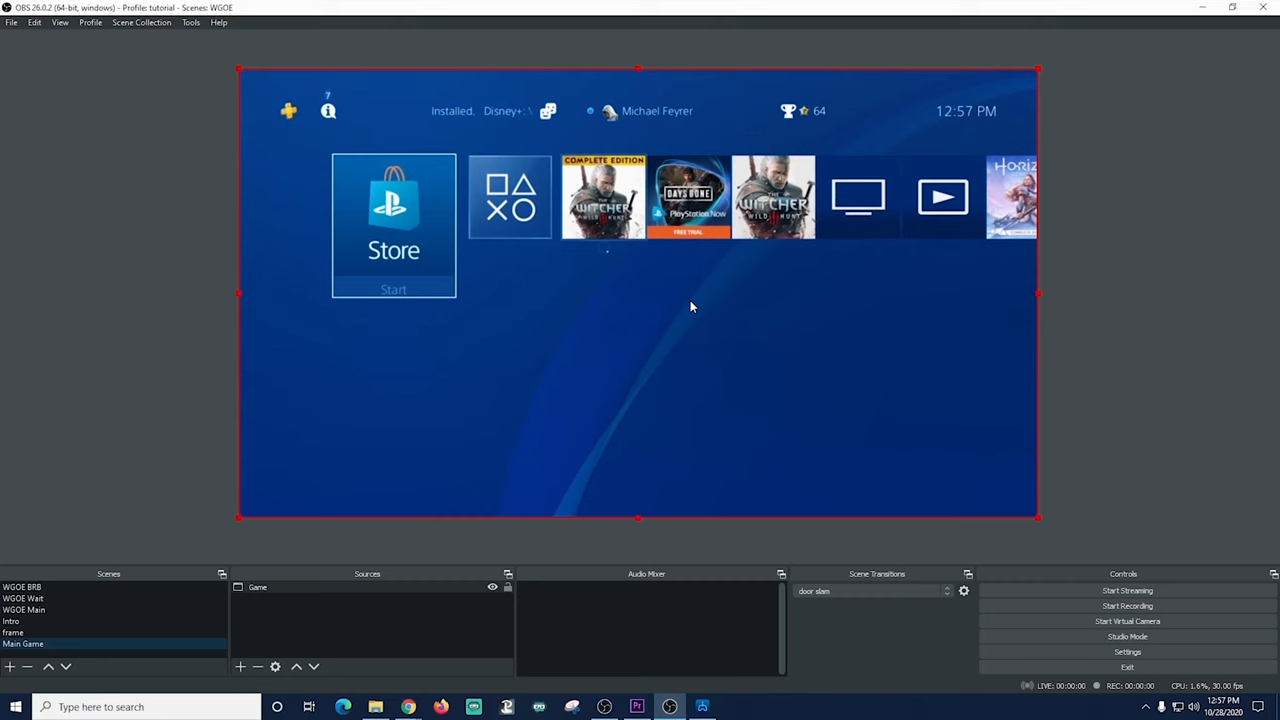 OBS 26.0.2 (64-bit, windows) - Profile: tutorial - Scenes: WGOE
File Edit View Profile Scene Collection Tools Help
7
Installed. Disney+: \ Michael Feyrer 64 12:57 PM
COMPLETE EDITION
THE WITCHER WILD HUNT
DAYS GONE
PlayStation Now
FREE TRIAL
THE WITCHER WILD HUNT
HORIZ
Store
Start
Scenes Sources Audio Mixer Scene Transitions Controls
WGOE BRB
WGOE Wait
WGOE Main
Intro
frame
Main Game
Game
door slam
Start Streaming
Start Recording
Start Virtual Camera
Studio Mode
Settings
Exit
LIVE: 00:00:00 REC: 00:00:00 CPU: 1.6%, 30.00 fps
Type here to search
Pr
12:57 PM
10/28/2020